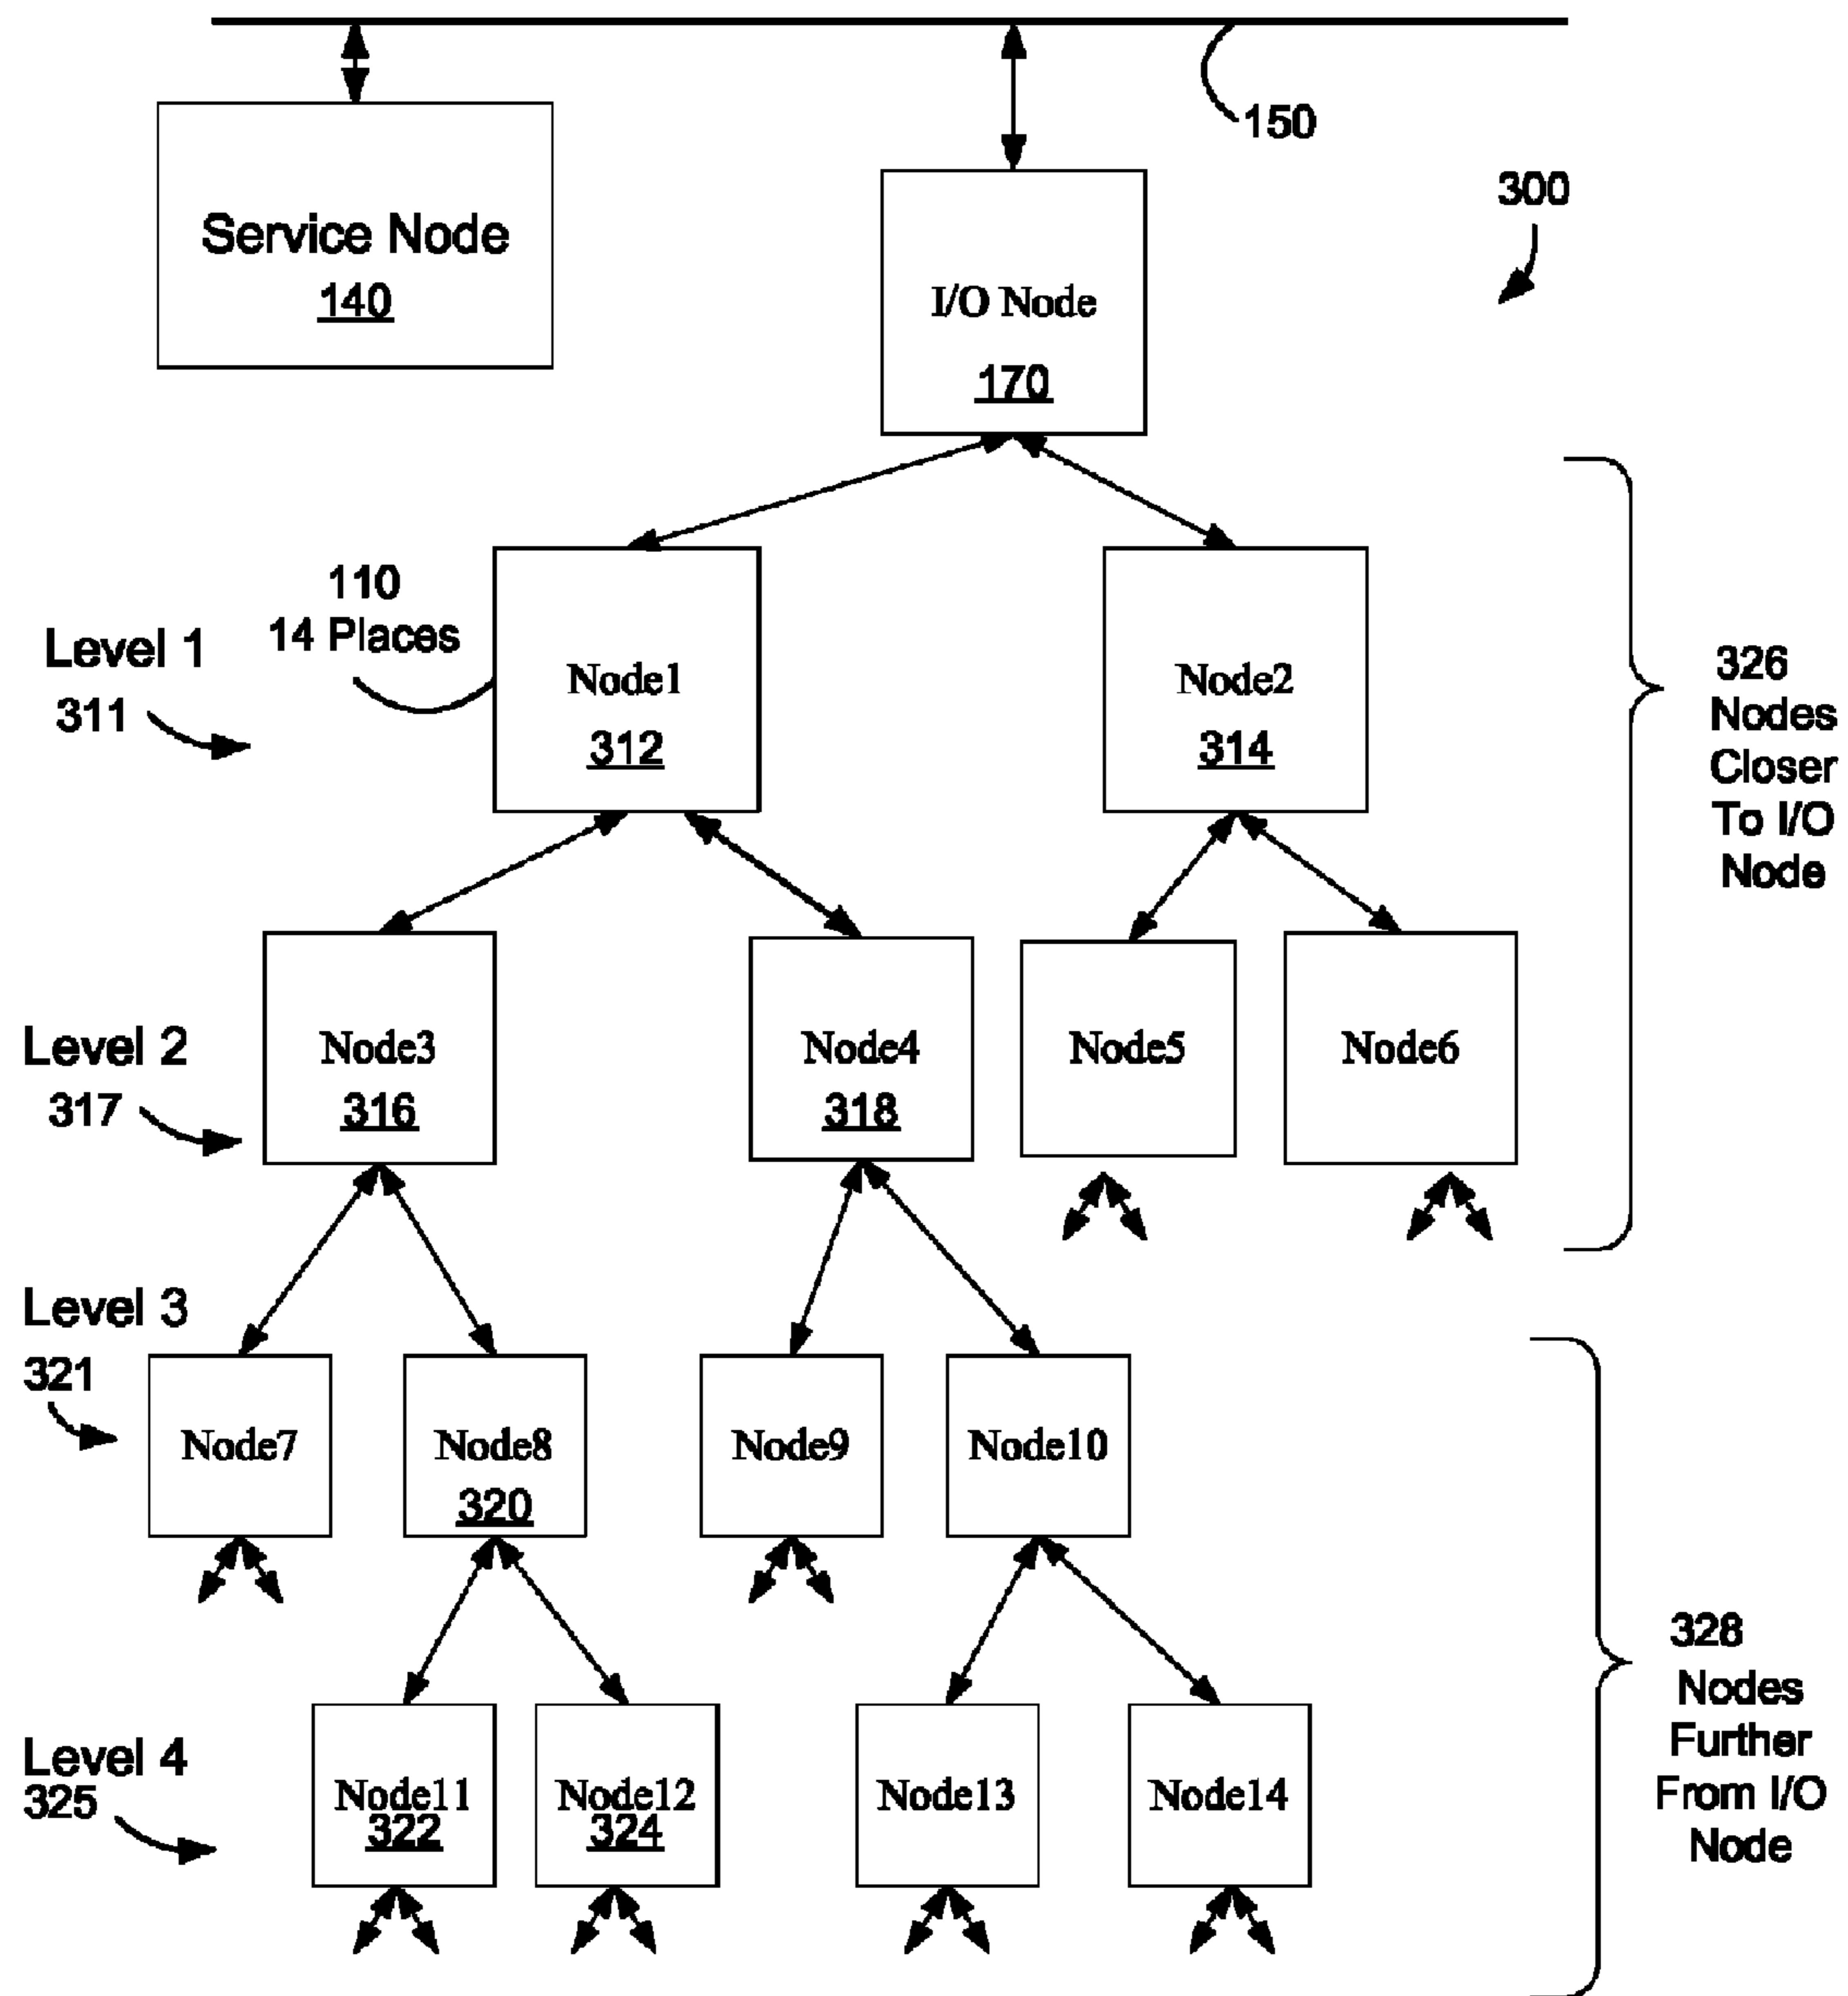 150
300
Service Node
140
I/O Node
170
110
14 Places
Level 1
311
Node1
312
Node2
314
326
Nodes
Closer
To I/O
Node
Level 2
317
Node3
316
Node4
318
Node5
Node6
Level 3
321
Node7
Node8
320
Node9
Node10
Level 4
325
Node11
322
Node12
324
Node13
Node14
328
Nodes
Further
From I/O
Node